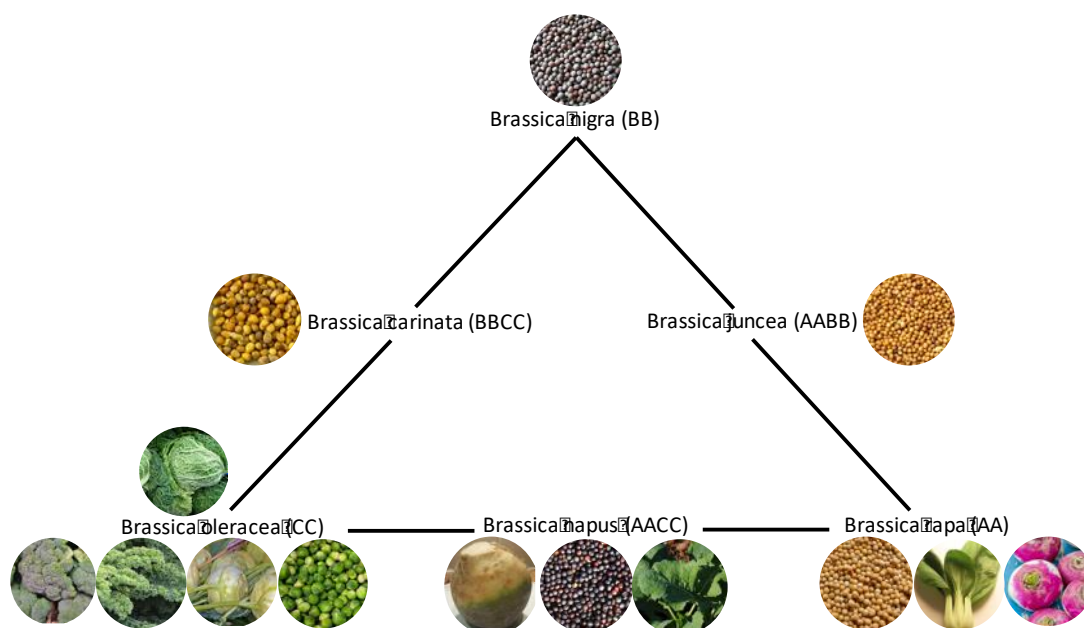 Brassica nigra (BB)
Brassica carinata (BBCC)
Brassica juncea (AABB)
Brassica oleracea (CC)
Brassica napus (AACC)
Brassica rapa (AA)